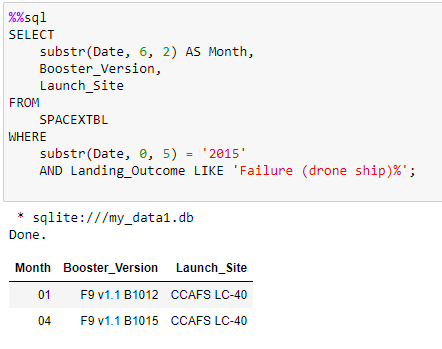 %%sql
SELECT
    substr(Date, 6, 2) AS Month,
    Booster_Version,
    Launch_Site
FROM
    SPACEXTBL
WHERE
    substr(Date, 0, 5) = '2015'
    AND Landing_Outcome LIKE 'Failure (drone ship)%';
* sqlite:///my_data1.db
Done.
Month Booster_Version Launch_Site
01 F9 v1.1 B1012 CCAFS LC-40
04 F9 v1.1 B1015 CCAFS LC-40